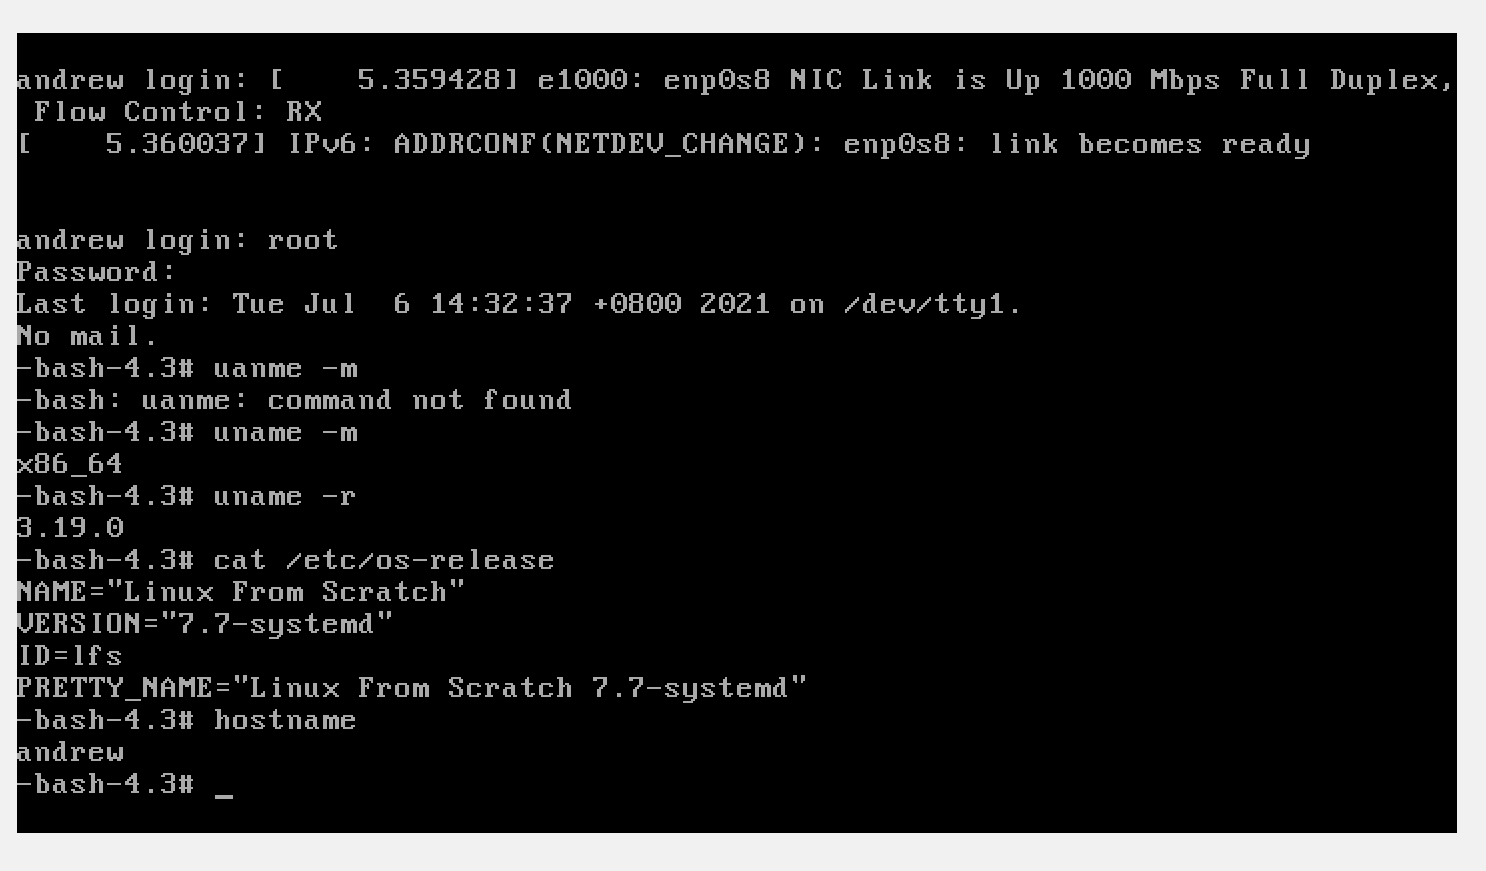 andrew login: [    5.359428] e1000: enp0s8 NIC Link is Up 1000 Mbps Full Duplex,
 Flow Control: RX
[    5.360037] IPv6: ADDRCONF(NETDEV_CHANGE): enp0s8: link becomes ready
andrew login: root
Password:
Last login: Tue Jul  6 14:32:37 +0800 2021 on /dev/tty1.
No mail.
-bash-4.3# uanme -m
-bash: uanme: command not found
-bash-4.3# uname -m
x86_64
-bash-4.3# uname -r
3.19.0
-bash-4.3# cat /etc/os-release
NAME="Linux From Scratch"
VERSION="7.7-systemd"
ID=lfs
PRETTY_NAME="Linux From Scratch 7.7-systemd"
-bash-4.3# hostname
andrew
-bash-4.3# _